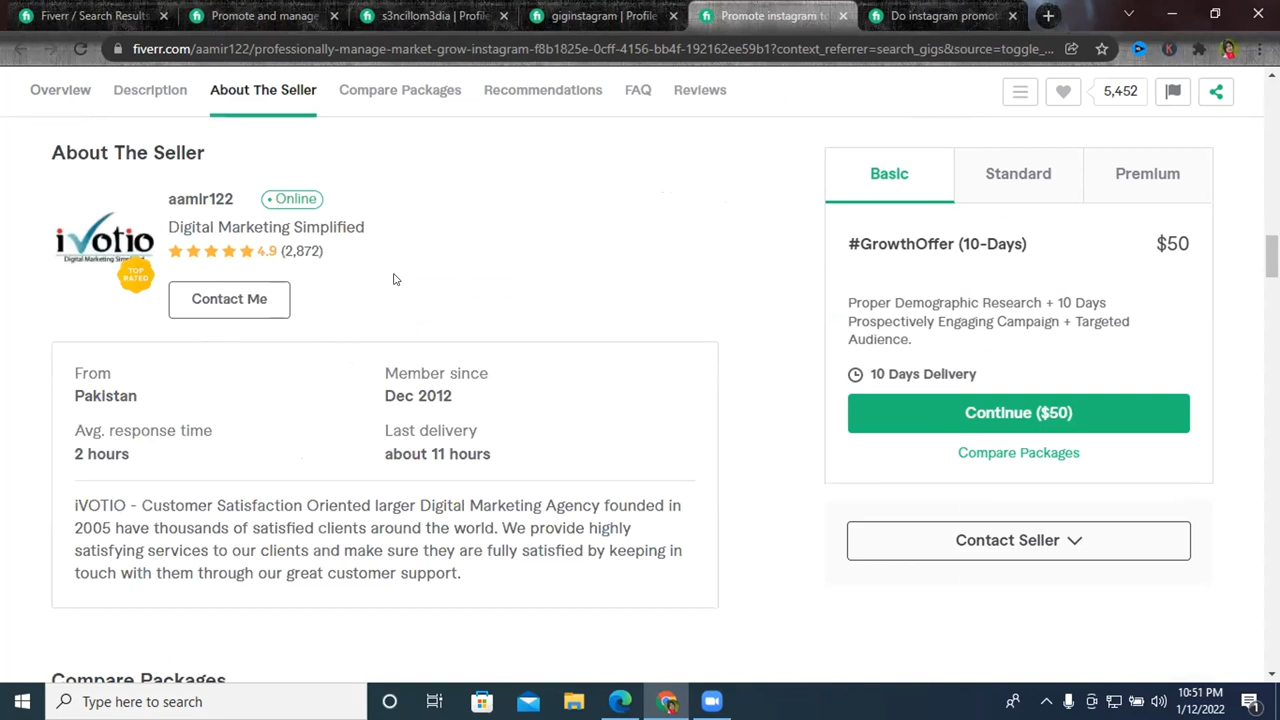 Fiverr / Search Results
Promote and manage
s3ncillom3dia | Profile
giginstagram | Profile
Promote instagram to
Do instagram promot
fiverr.com/aamir122/professionally-manage-market-grow-instagram-f8b1825e-0cff-4156-bb4f-192162ee59b1?context_referrer=search_gigs&source=toggle_...
K
Overview
Description
About The Seller
Compare Packages
Recommendations
FAQ
Reviews
5,452
About The Seller
aamir122
• Online
Digital Marketing Simplified
4.9 (2,872)
iVOTIO
Digital Marketing Sim
TOP
RATED
Contact Me
From
Pakistan
Member since
Dec 2012
Avg. response time
2 hours
Last delivery
about 11 hours
iVOTIO - Customer Satisfaction Oriented larger Digital Marketing Agency founded in
2005 have thousands of satisfied clients around the world. We provide highly
satisfying services to our clients and make sure they are fully satisfied by keeping in
touch with them through our great customer support.
Basic
Standard
Premium
#GrowthOffer (10-Days)
$50
Proper Demographic Research + 10 Days
Prospectively Engaging Campaign + Targeted
Audience.
10 Days Delivery
Continue ($50)
Compare Packages
Contact Seller
Compare Packages
Type here to search
10:51 PM
1/12/2022
1